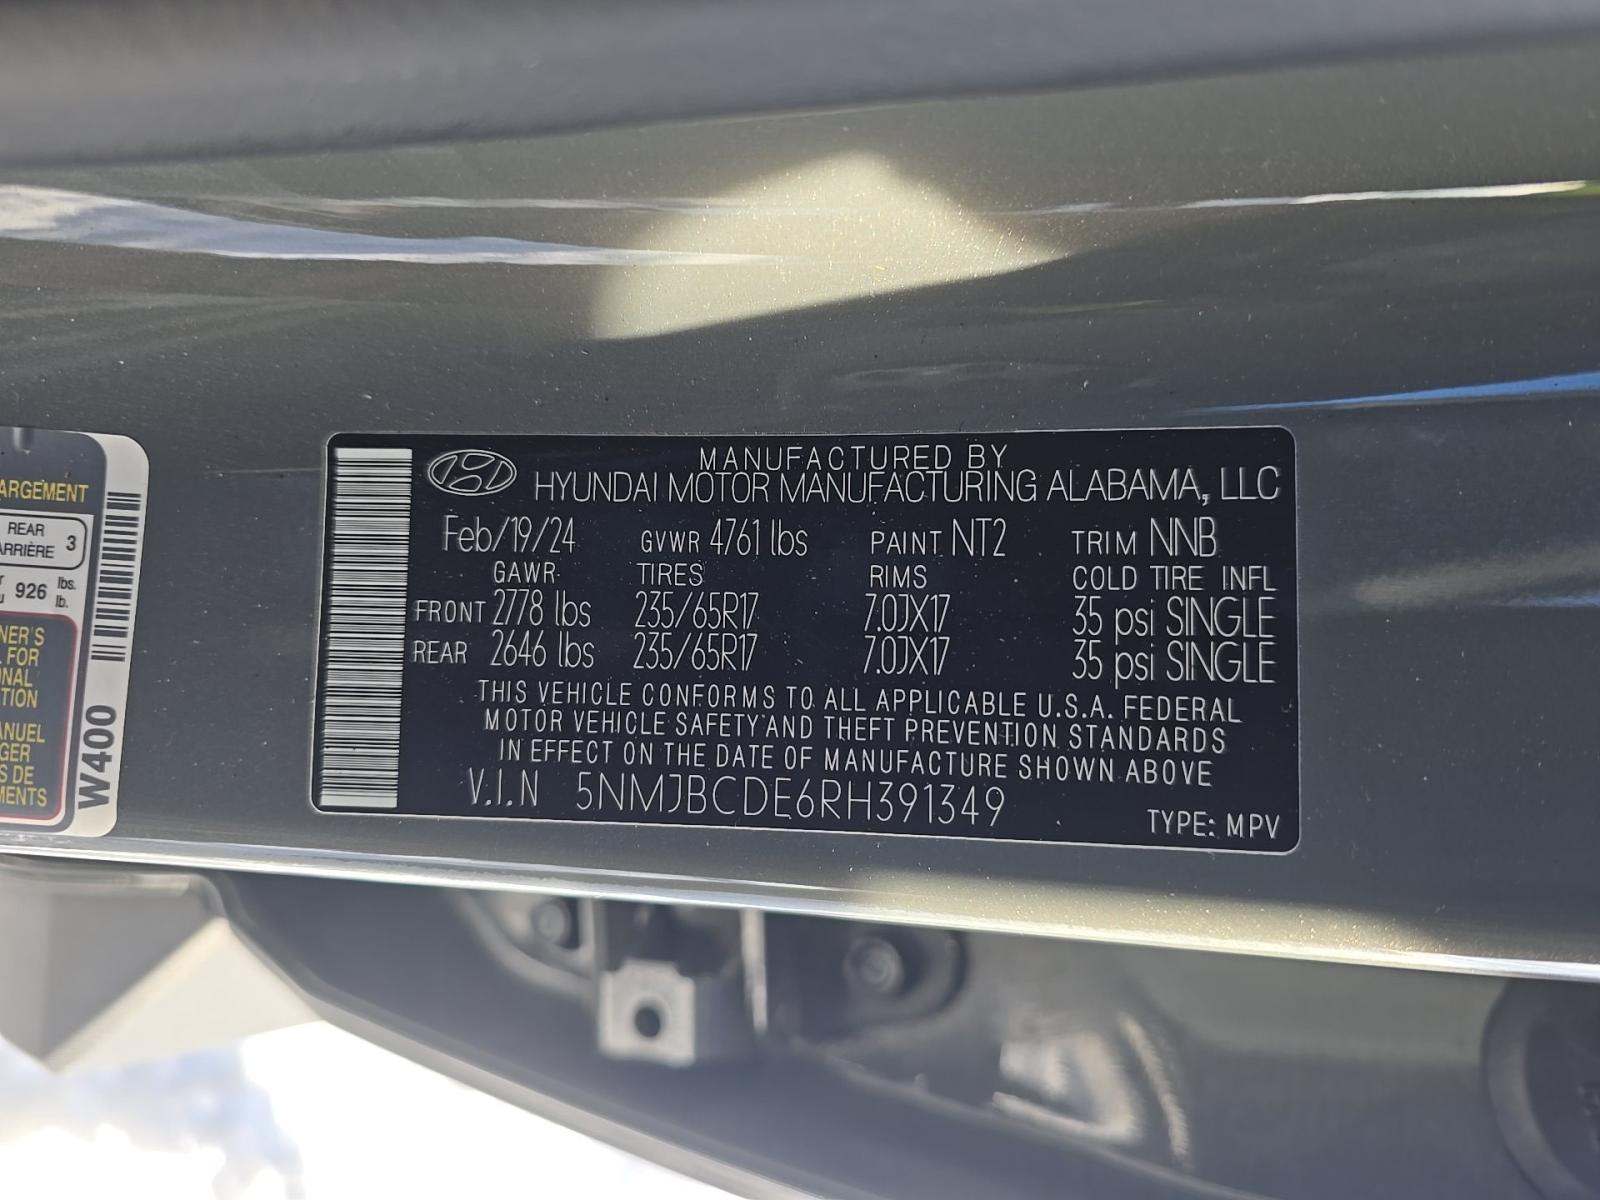 ARGEMENT
REAR
ARRIÈRE 3
926 lbs.
lb.
NER'S
FOR
NAL
TION
ANUEL
GER
S DE
MENTS
W400
MANUFACTURED BY
HYUNDAI MOTOR MANUFACTURING ALABAMA, LLC
Feb/19/24 GVWR 4761 lbs PAINT NT2 TRIM NNB
GAWR TIRES RIMS COLD TIRE INFL
FRONT 2778 lbs 235/65R17 7.0JX17 35 psi SINGLE
REAR 2646 lbs 235/65R17 7.0JX17 35 psi SINGLE
THIS VEHICLE CONFORMS TO ALL APPLICABLE U.S.A. FEDERAL
MOTOR VEHICLE SAFETY AND THEFT PREVENTION STANDARDS
IN EFFECT ON THE DATE OF MANUFACTURE SHOWN ABOVE
V.I.N 5NMJBCDE6RH391349
TYPE: MPV